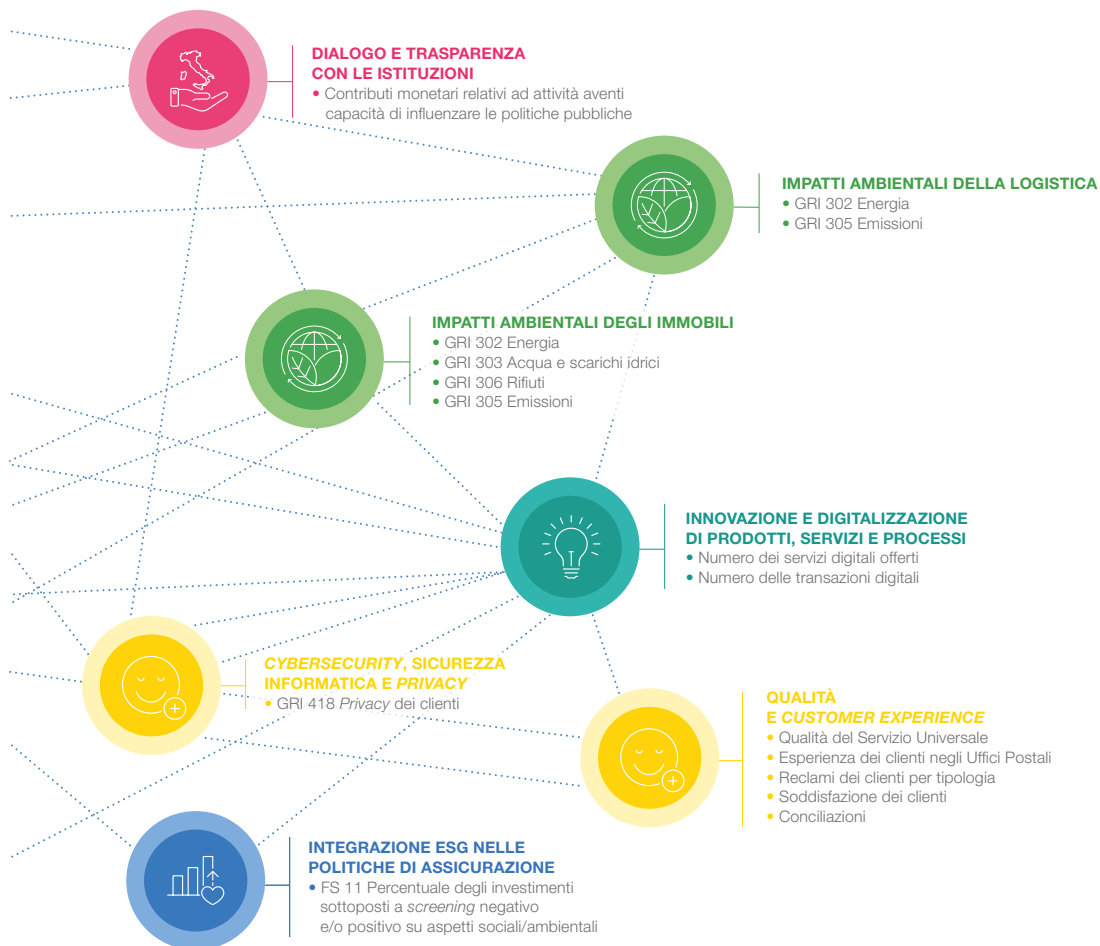 DIALOGO E TRASPARENZA
CON LE ISTITUZIONI
• Contributi monetari relativi ad attività aventi
capacità di influenzare le politiche pubbliche
IMPATTI AMBIENTALI DELLA LOGISTICA
• GRI 302 Energia
• GRI 305 Emissioni
IMPATTI AMBIENTALI DEGLI IMMOBILI
• GRI 302 Energia
• GRI 303 Acqua e scarichi idrici
• GRI 306 Rifiuti
• GRI 305 Emissioni
INNOVAZIONE E DIGITALIZZAZIONE
DI PRODOTTI, SERVIZI E PROCESSI
• Numero dei servizi digitali offerti
• Numero delle transazioni digitali
CYBERSECURITY, SICUREZZA
INFORMATICA E PRIVACY
• GRI 418 Privacy dei clienti
QUALITÀ
E CUSTOMER EXPERIENCE
• Qualità del Servizio Universale
• Esperienza dei clienti negli Uffici Postali
• Reclami dei clienti per tipologia
• Soddisfazione dei clienti
• Conciliazioni
INTEGRAZIONE ESG NELLE
POLITICHE DI ASSICURAZIONE
• FS 11 Percentuale degli investimenti
sottoposti a screening negativo
e/o positivo su aspetti sociali/ambientali